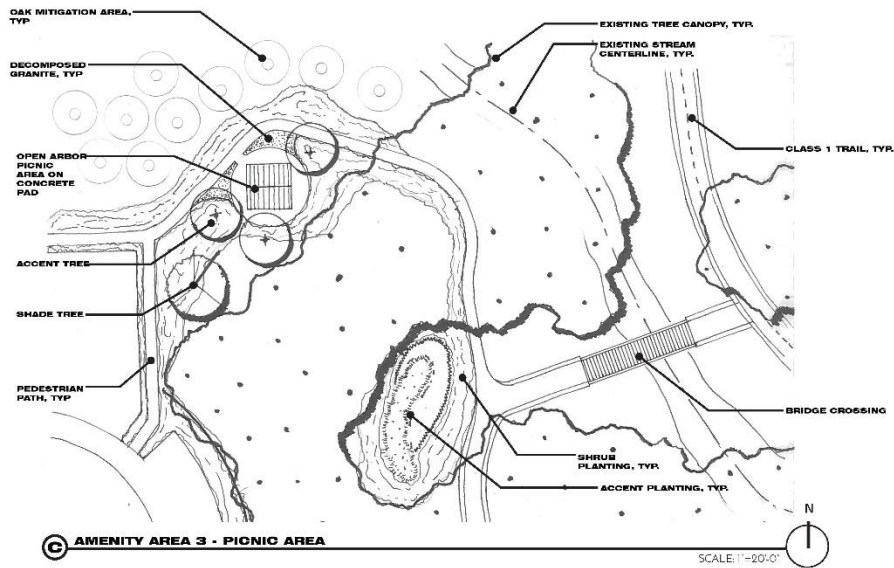 OAK MITIGATION AREA,
TYP
DECOMPOSED
GRANITE, TYP
OPEN ARBOR
PICNIC
AREA ON
CONCRETE
PAD
ACCENT TREE
SHADE TREE
PEDESTRIAN
PATH, TYP
EXISTING TREE CANOPY, TYP.
EXISTING STREAM
CENTERLINE, TYP.
CLASS 1 TRAIL, TYP.
BRIDGE CROSSING
SHRUB
PLANTING, TYP.
ACCENT PLANTING, TYP.
C AMENITY AREA 3 - PICNIC AREA
N
SCALE: 1"=20'-0"